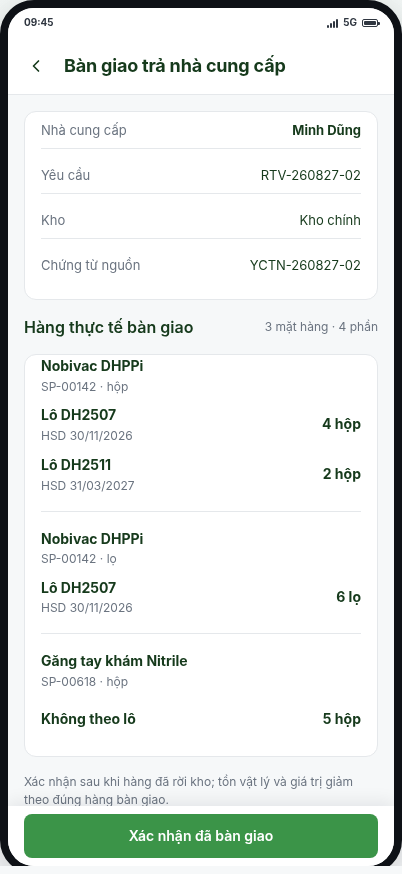 09:45
5G
Bàn giao trả nhà cung cấp
Nhà cung cấp Minh Dũng
Yêu cầu RTV-260827-02
Kho Kho chính
Chứng từ nguồn YCTN-260827-02
Hàng thực tế bàn giao 3 mặt hàng · 4 phần
Nobivac DHPPi
SP-00142 · hộp
Lô DH2507
4 hộp
HSD 30/11/2026
Lô DH2511
2 hộp
HSD 31/03/2027
Nobivac DHPPi
SP-00142 · lọ
Lô DH2507
6 lọ
HSD 30/11/2026
Găng tay khám Nitrile
SP-00618 · hộp
Không theo lô 5 hộp
Xác nhận sau khi hàng đã rời kho; tồn vật lý và giá trị giảm
theo đúng hàng bàn giao.
Xác nhận đã bàn giao